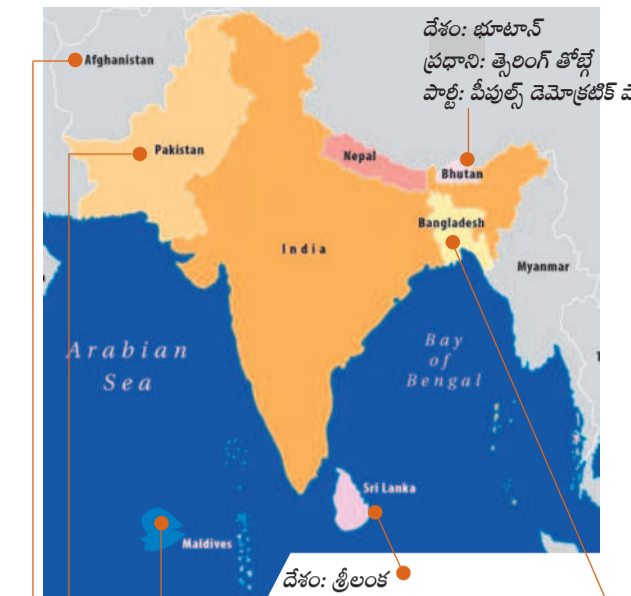 దేశం: భూటాన్
ప్రధాని: త్సెరింగ్ తోబ్గే
పార్టీ: పీపుల్స్ డెమోక్రటిక్
Afghanistan
Pakistan
Nepal
Bhutan
Bangladesh
India
Myanmar
Arabian
Sea
Bay
of
Bengal
Sri Lanka
Maldives
దేశం: శ్రీలంక